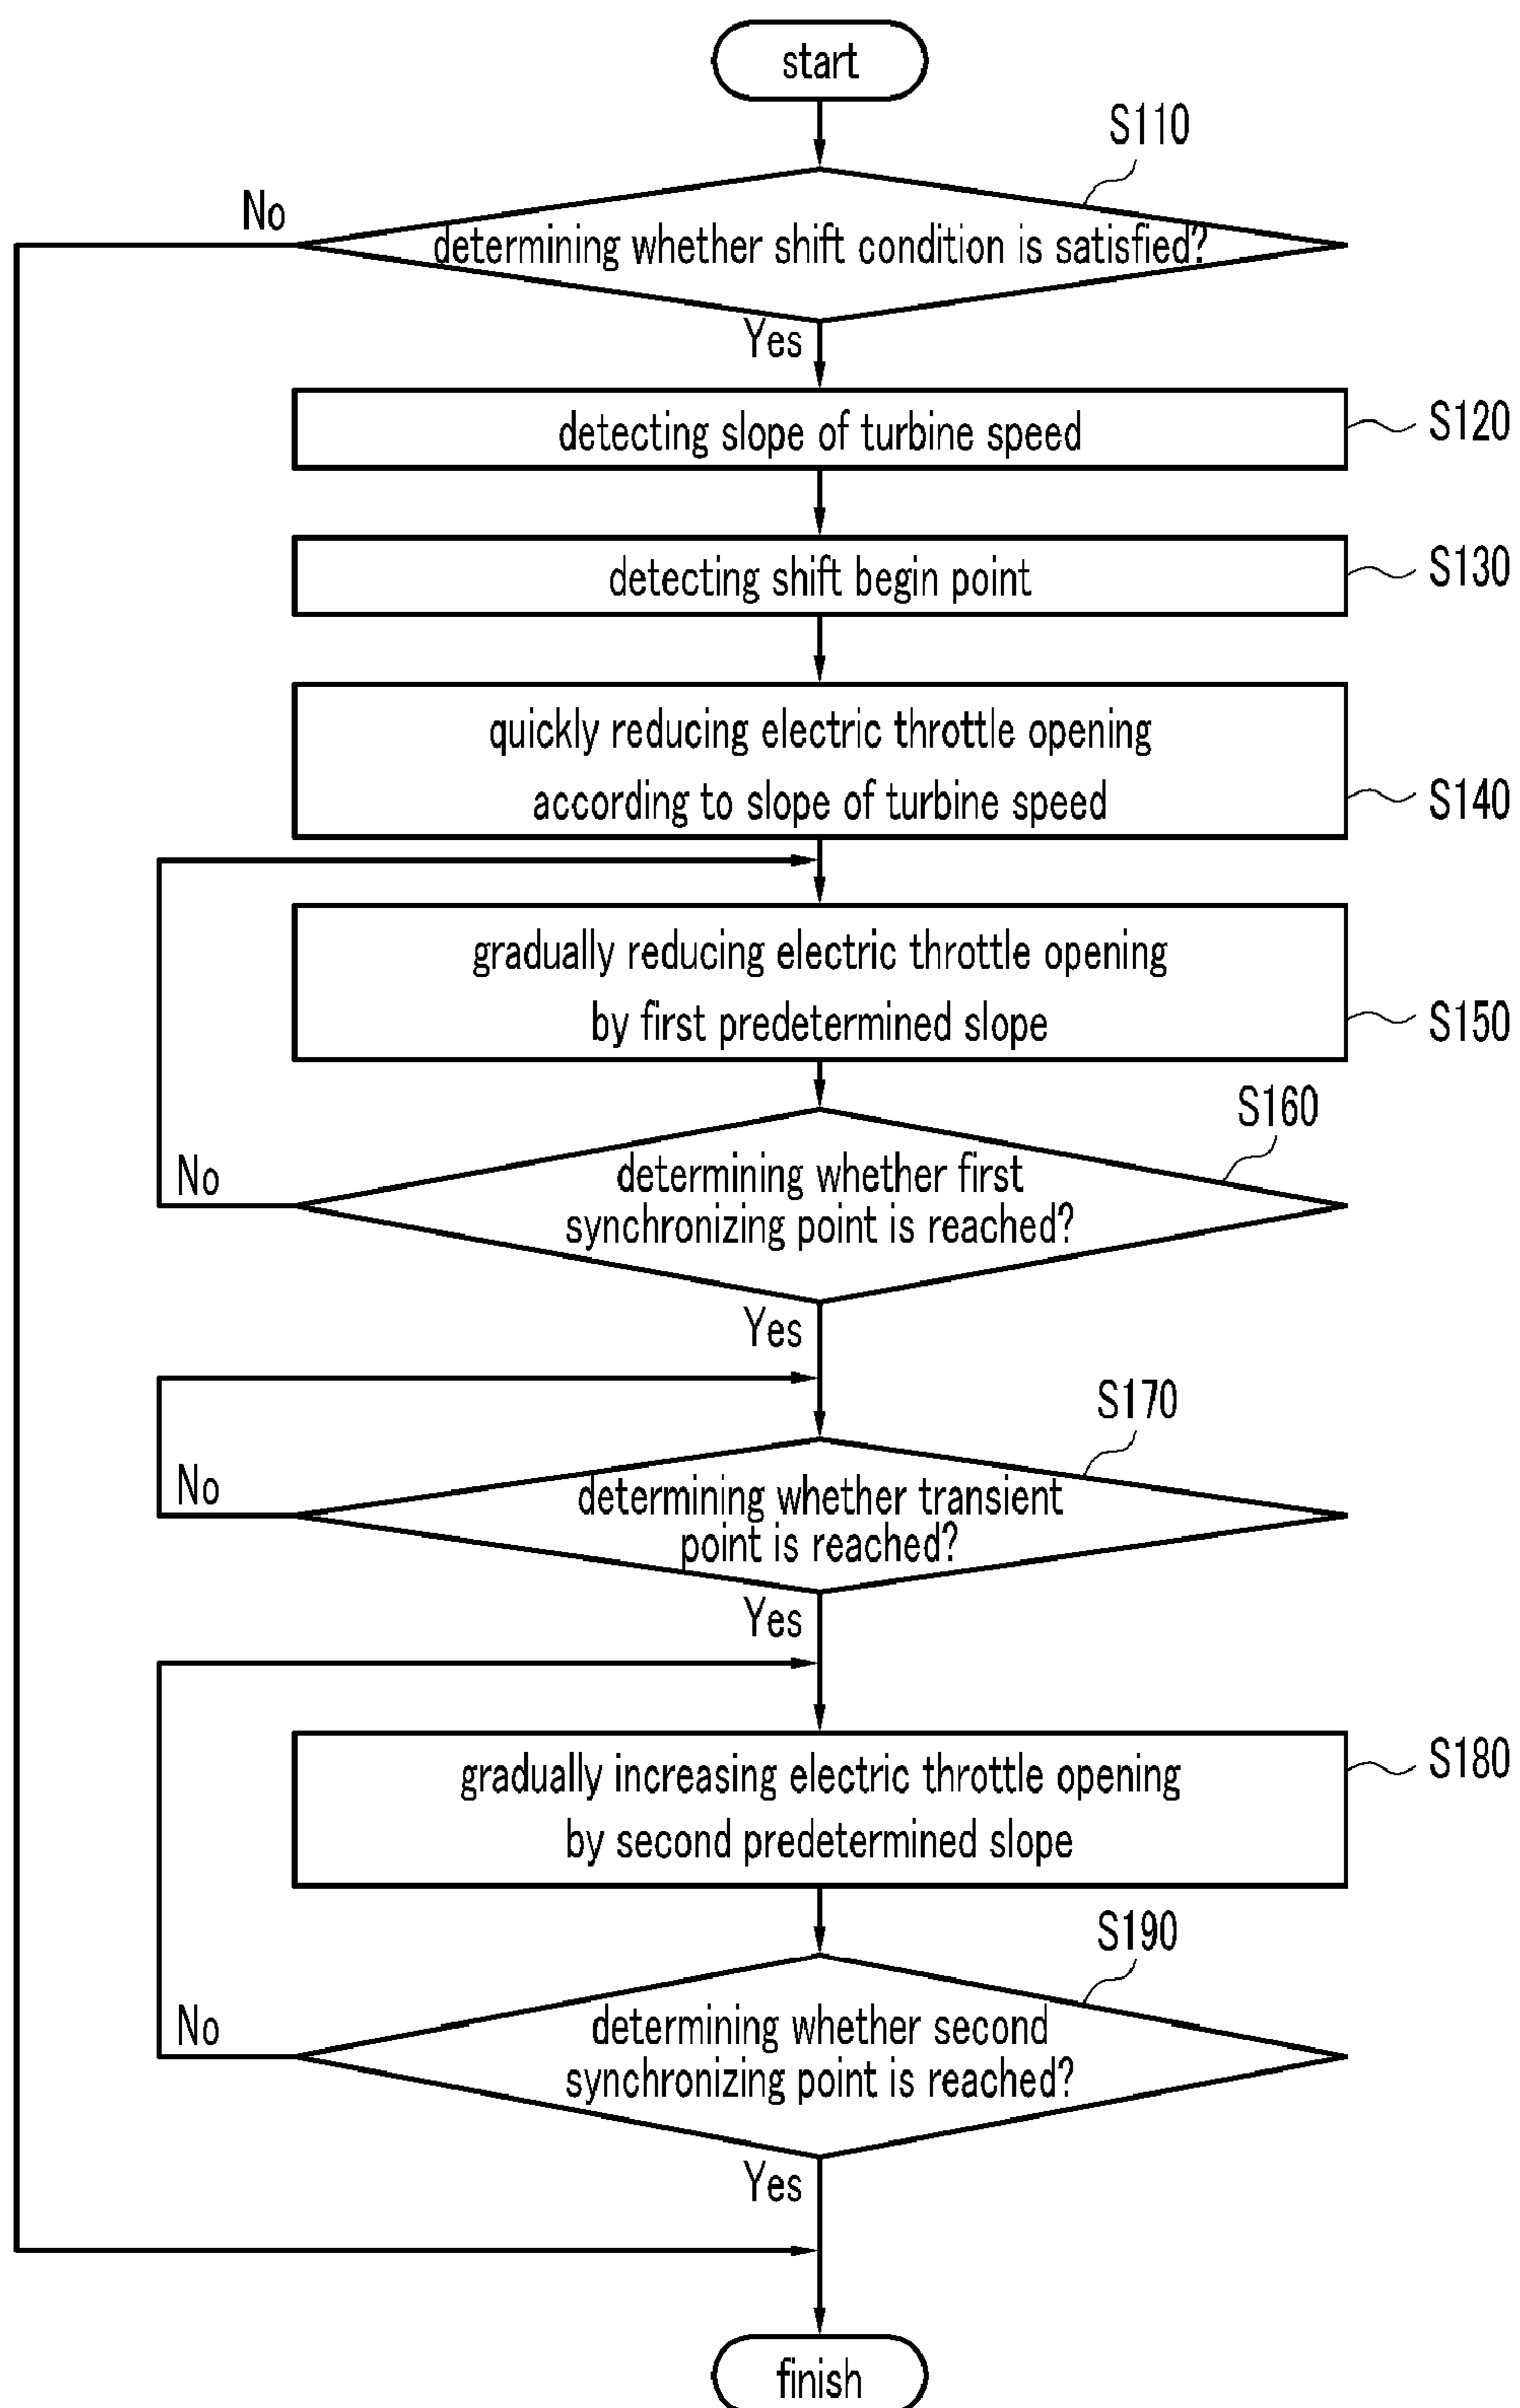 start
S110
No
determining whether shift condition is satisfied?
Yes
detecting slope of turbine speed
S120
detecting shift begin point
S130
quickly reducing electric throttle opening
according to slope of turbine speed
S140
gradually reducing electric throttle opening
by first predetermined slope
S150
S160
determining whether first
No
synchronizing point is reached?
Yes
S170
No
determining whether transient
point is reached?
Yes
gradually increasing electric throttle opening
S180
by second predetermined slope
S190
No
determining whether second
synchronizing point is reached?
Yes
finish